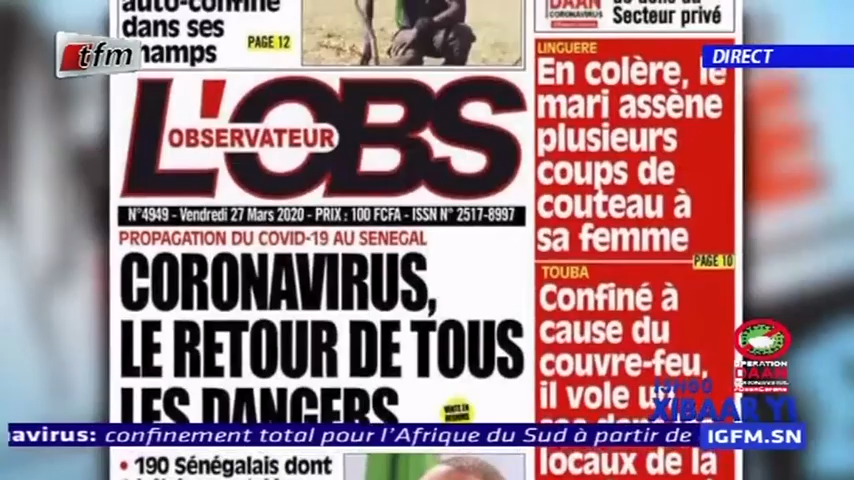 auto-confiné
dans ses
champs
PAGE 12
CORONAVIRUS
Secteur privé
tfm
DIRECT
L'OBS
OBSERVATEUR
N°4949 - Vendredi 27 Mars 2020 - PRIX : 100 FCFA - ISSN N° 2517-8997
PROPAGATION DU COVID-19 AU SENEGAL
CORONAVIRUS,
LE RETOUR DE TOUS
LES DANGERS
• 190 Sénégalais dont
LINGUERE
En colère, le
mari assène
plusieurs
coups de
couteau à
sa femme
PAGE 10
TOUBA
Confiné à
cause du
couvre-feu,
il vole
locaux de la
OPERATION
DAAN
CORONAVIRUS
XIBAAR YI
navirus: confinement total pour l'Afrique du Sud à partir de
IGFM.SN